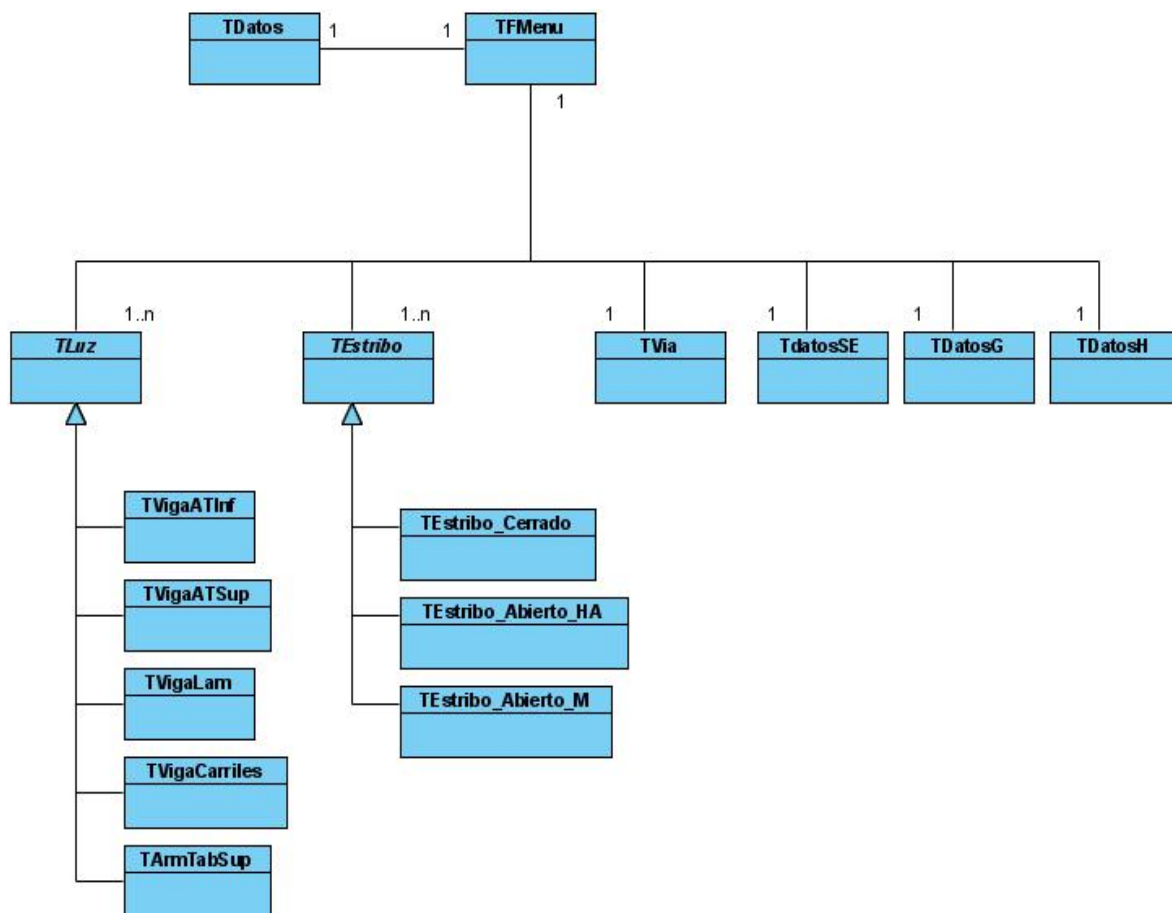 TDatos
1
1
TFMenu
1
1..n
1..n
1
1
1
1
TLuz
TEstribo
TVia
TdatosSE
TDatosG
TDatosH
TVigaATInf
TEstribo_Cerrado
TVigaATSup
TEstribo_Abierto_HA
TVigaLam
TEstribo_Abierto_M
TVigaCarriles
TArmTabSup